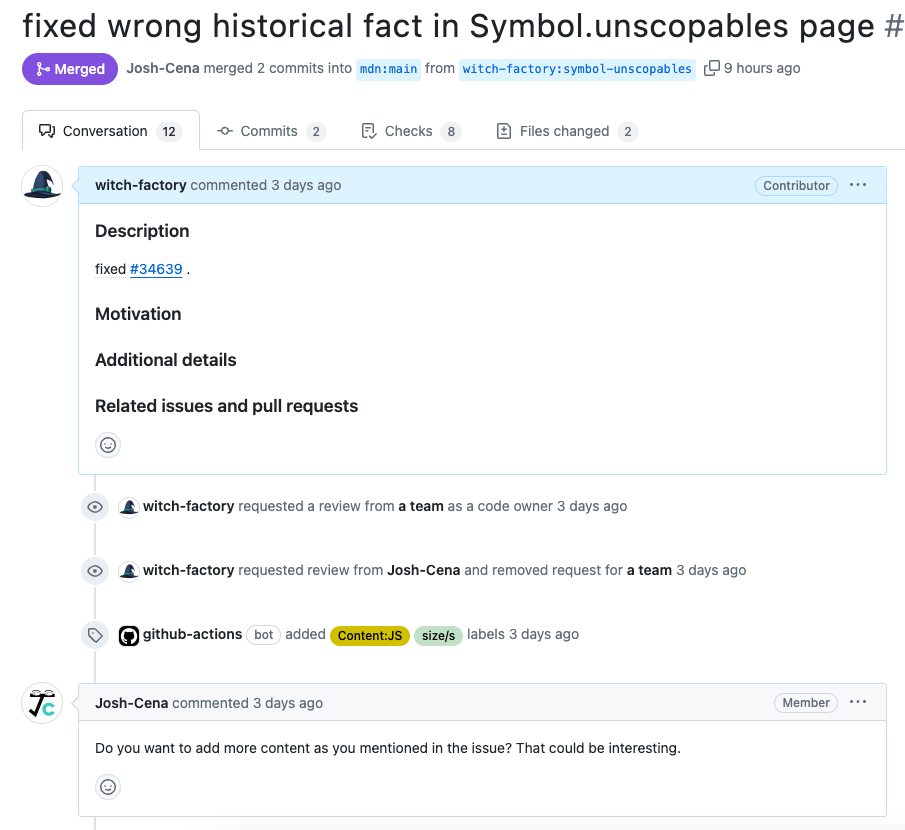 fixed wrong historical fact in Symbol.unscopables page #
Merged Josh-Cena merged 2 commits into mdn:main from witch-factory:symbol-unscopables 9 hours ago
Conversation 12 Commits 2 Checks 8 Files changed 2
witch-factory commented 3 days ago Contributor ...
Description
fixed #34639 .
Motivation
Additional details
Related issues and pull requests
witch-factory requested a review from a team as a code owner 3 days ago
witch-factory requested review from Josh-Cena and removed request for a team 3 days ago
github-actions bot added Content:JS size/s labels 3 days ago
JC
Josh-Cena commented 3 days ago Member ...
Do you want to add more content as you mentioned in the issue? That could be interesting.